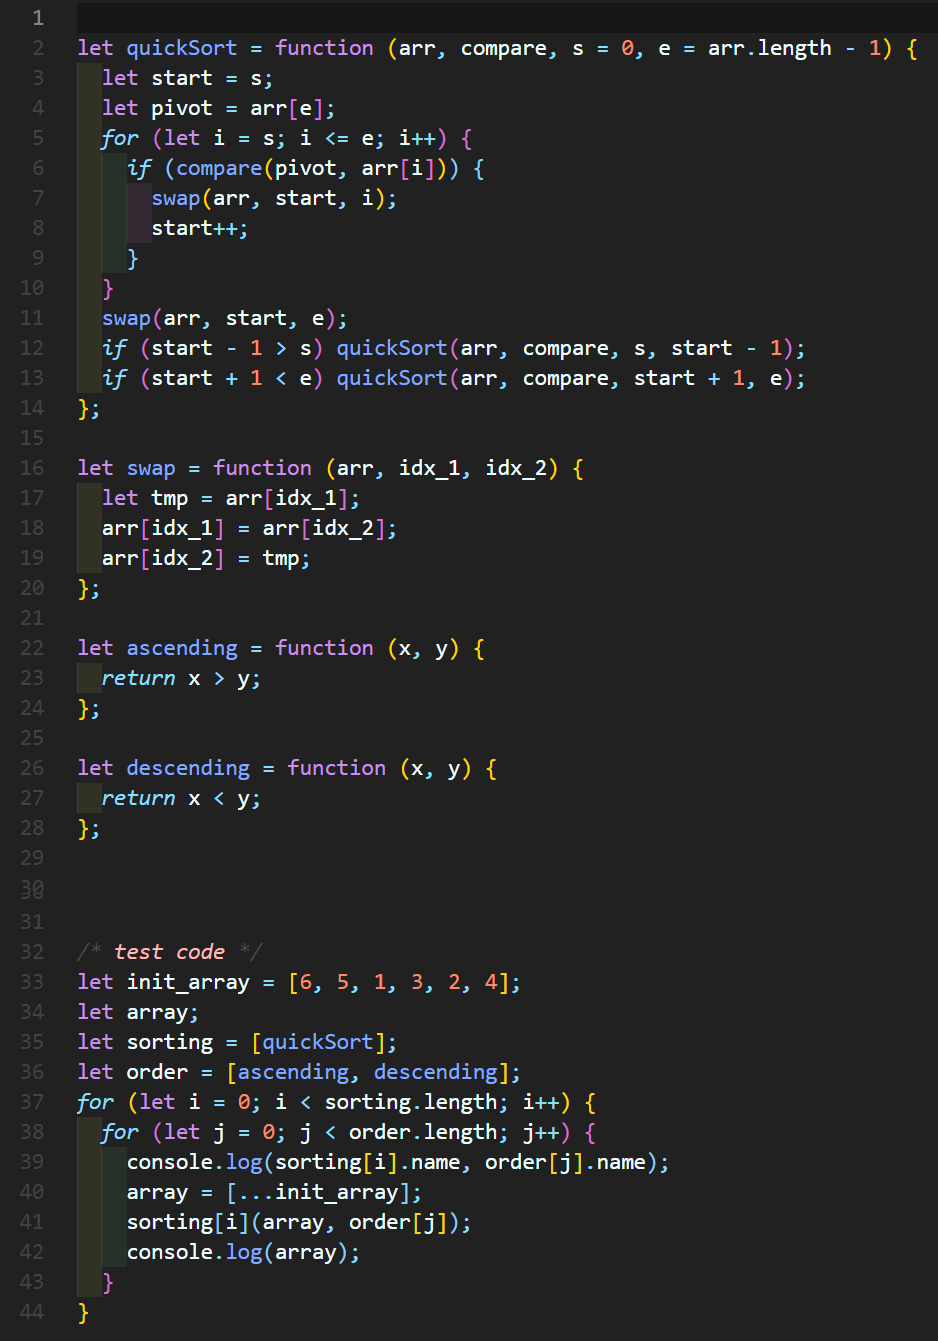 1
2 let quickSort = function (arr, compare, s = 0, e = arr.length - 1) {
3   let start = s;
4   let pivot = arr[e];
5   for (let i = s; i <= e; i++) {
6     if (compare(pivot, arr[i])) {
7       swap(arr, start, i);
8       start++;
9     }
10   }
11   swap(arr, start, e);
12   if (start - 1 > s) quickSort(arr, compare, s, start - 1);
13   if (start + 1 < e) quickSort(arr, compare, start + 1, e);
14 };
15
16 let swap = function (arr, idx_1, idx_2) {
17   let tmp = arr[idx_1];
18   arr[idx_1] = arr[idx_2];
19   arr[idx_2] = tmp;
20 };
21
22 let ascending = function (x, y) {
23   return x > y;
24 };
25
26 let descending = function (x, y) {
27   return x < y;
28 };
29
30
31
32 /* test code */
33 let init_array = [6, 5, 1, 3, 2, 4];
34 let array;
35 let sorting = [quickSort];
36 let order = [ascending, descending];
37 for (let i = 0; i < sorting.length; i++) {
38   for (let j = 0; j < order.length; j++) {
39     console.log(sorting[i].name, order[j].name);
40     array = [...init_array];
41     sorting[i](array, order[j]);
42     console.log(array);
43   }
44 }